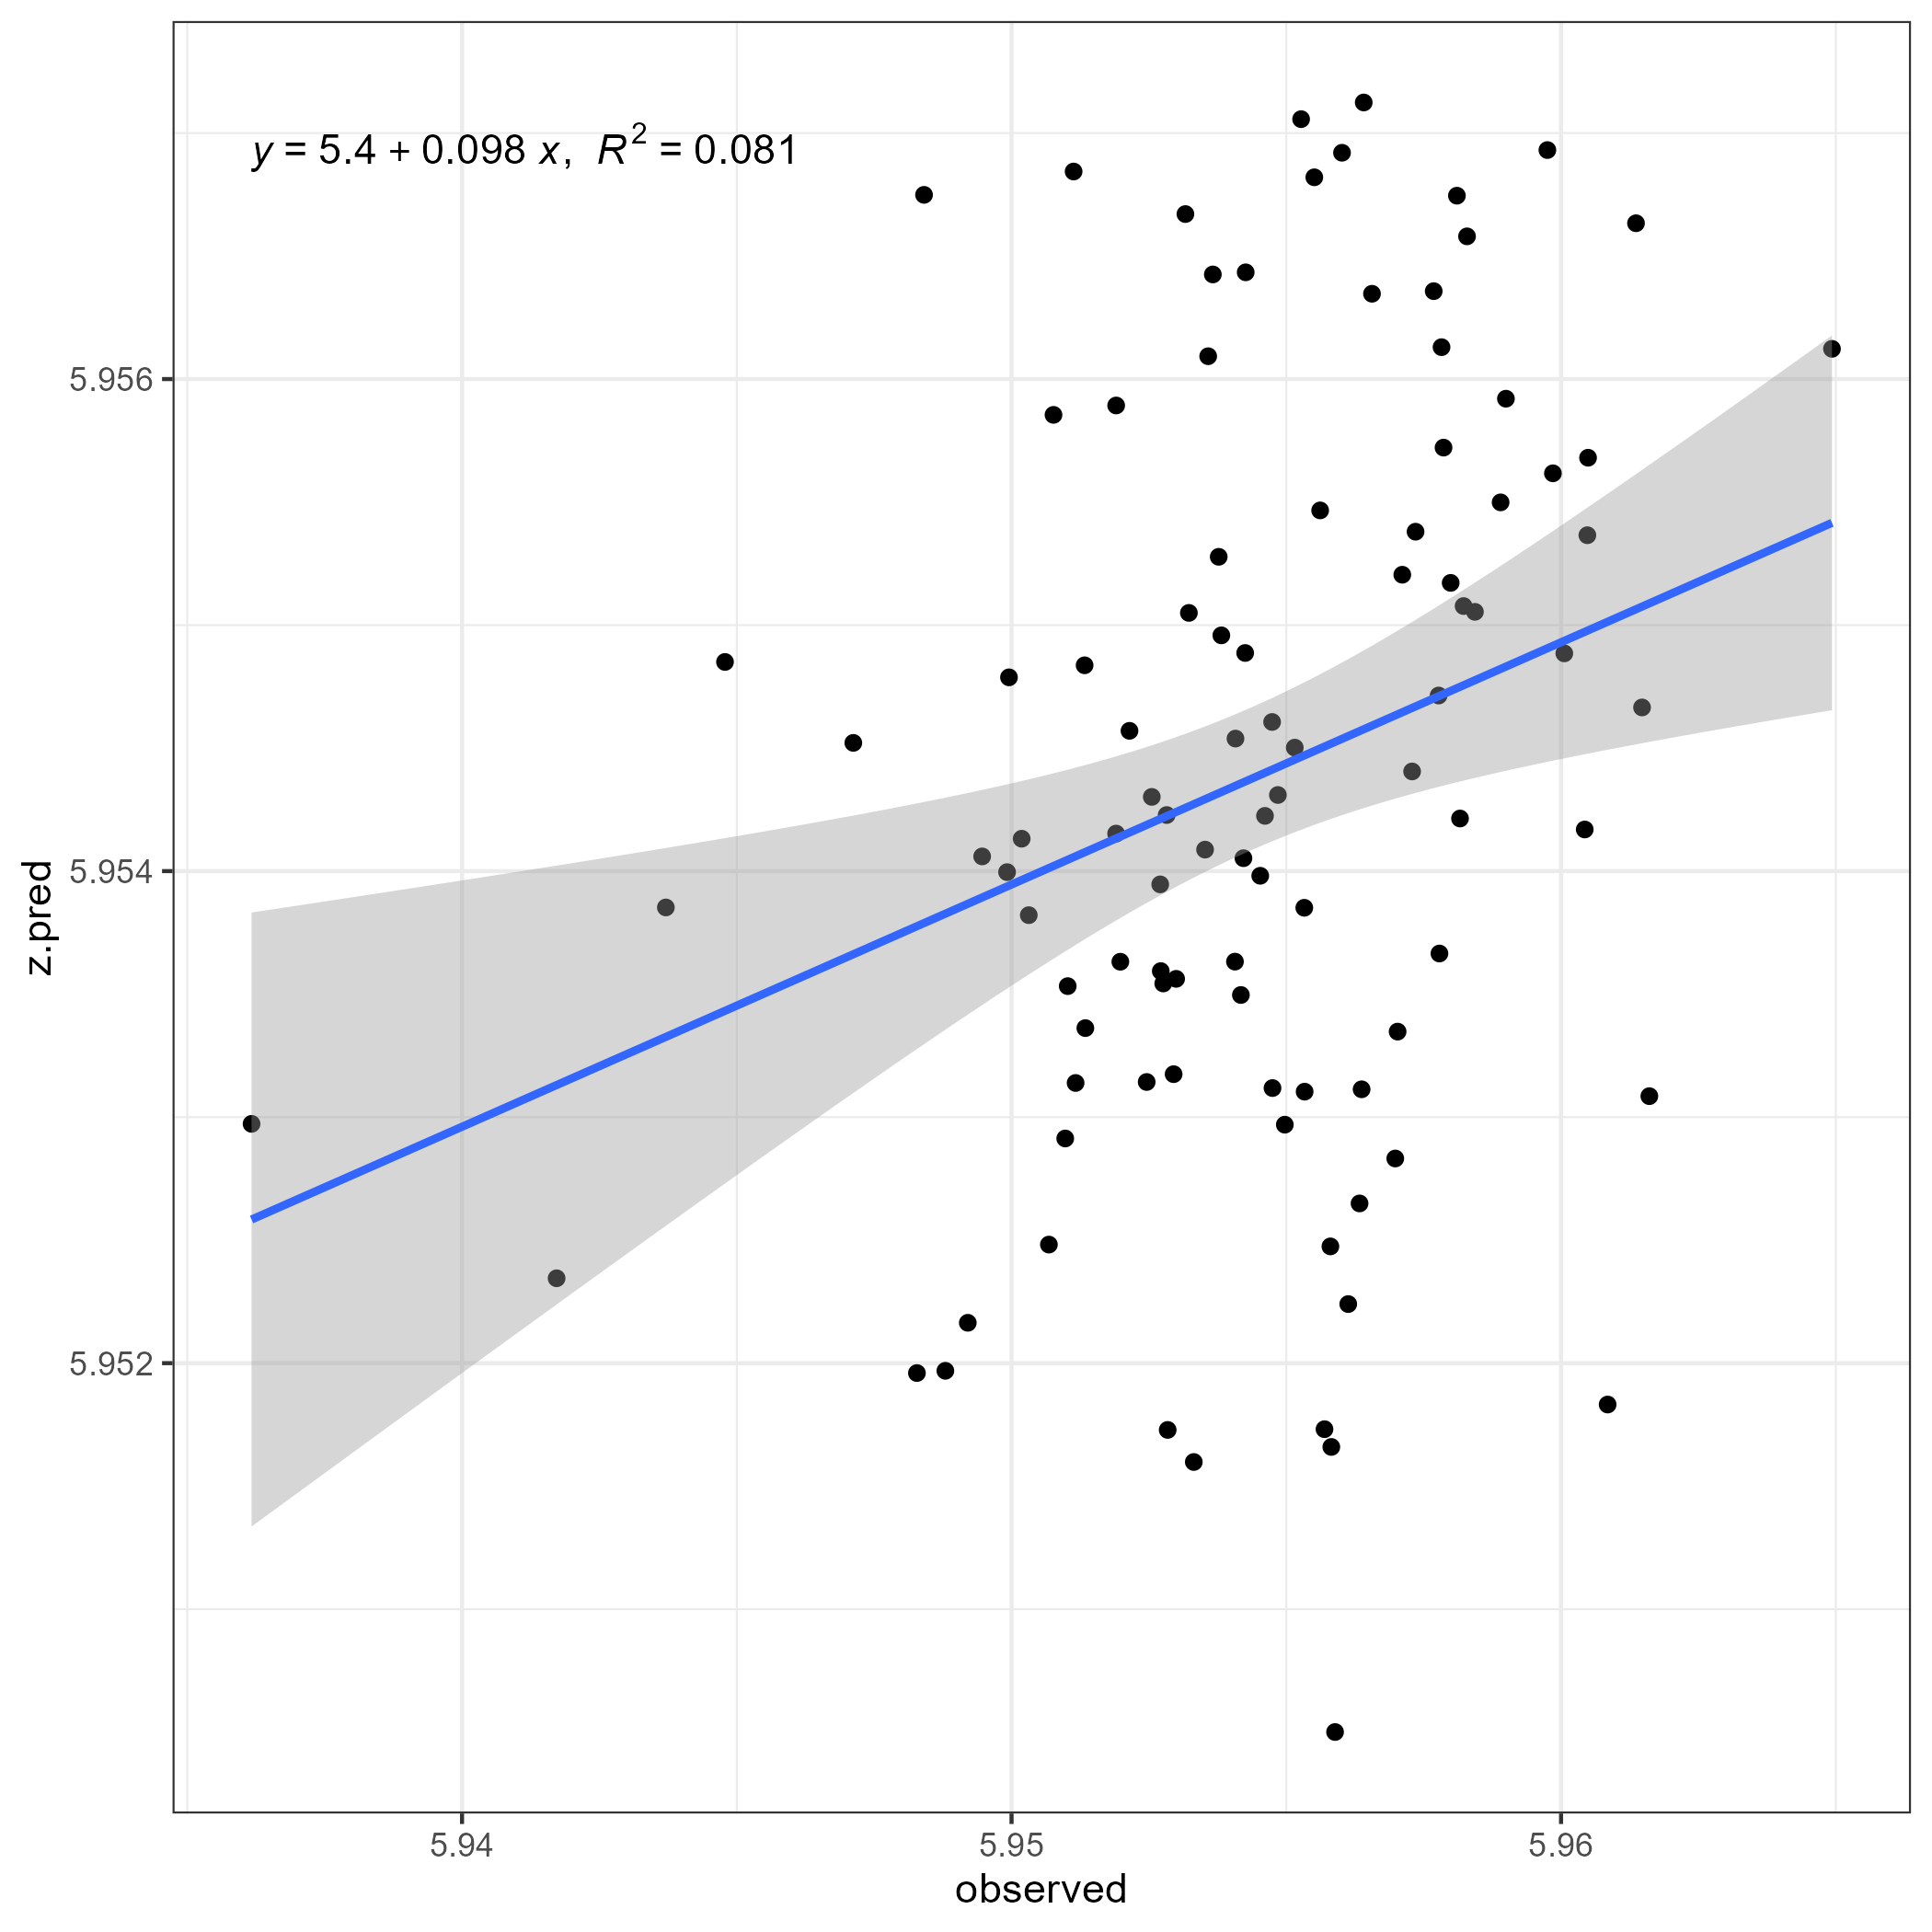 y = 5.4 + 0.098 x, R² = 0.081
5.956
5.954
5.952
z.pred
5.94 5.95 5.96
observed